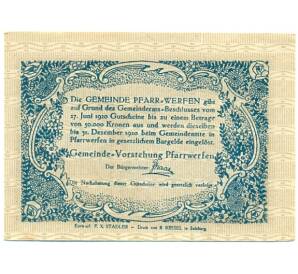 Die GEMEINDE PFARR-WERFEN gibt
auf Grund des Gemeinderats-Beschlusses vom
27. Juni 1920 Gutscheine bis zu einem Betrage
von 50.000 Kronen aus und werden dieselben
bis 31. Dezember 1920 beim Gemeindeamte in
Pfarrwerfen in gesetzlichem Bargelde eingelöst.
Gemeinde-Vorstehung Pfarrwerfen
Der Bürgermeister:
Nachahmung dieser Gutscheine wird gesetzlich verfolgt.
Entwurf: F. X. STADLER - Druck von R. KIESEL in Salzburg